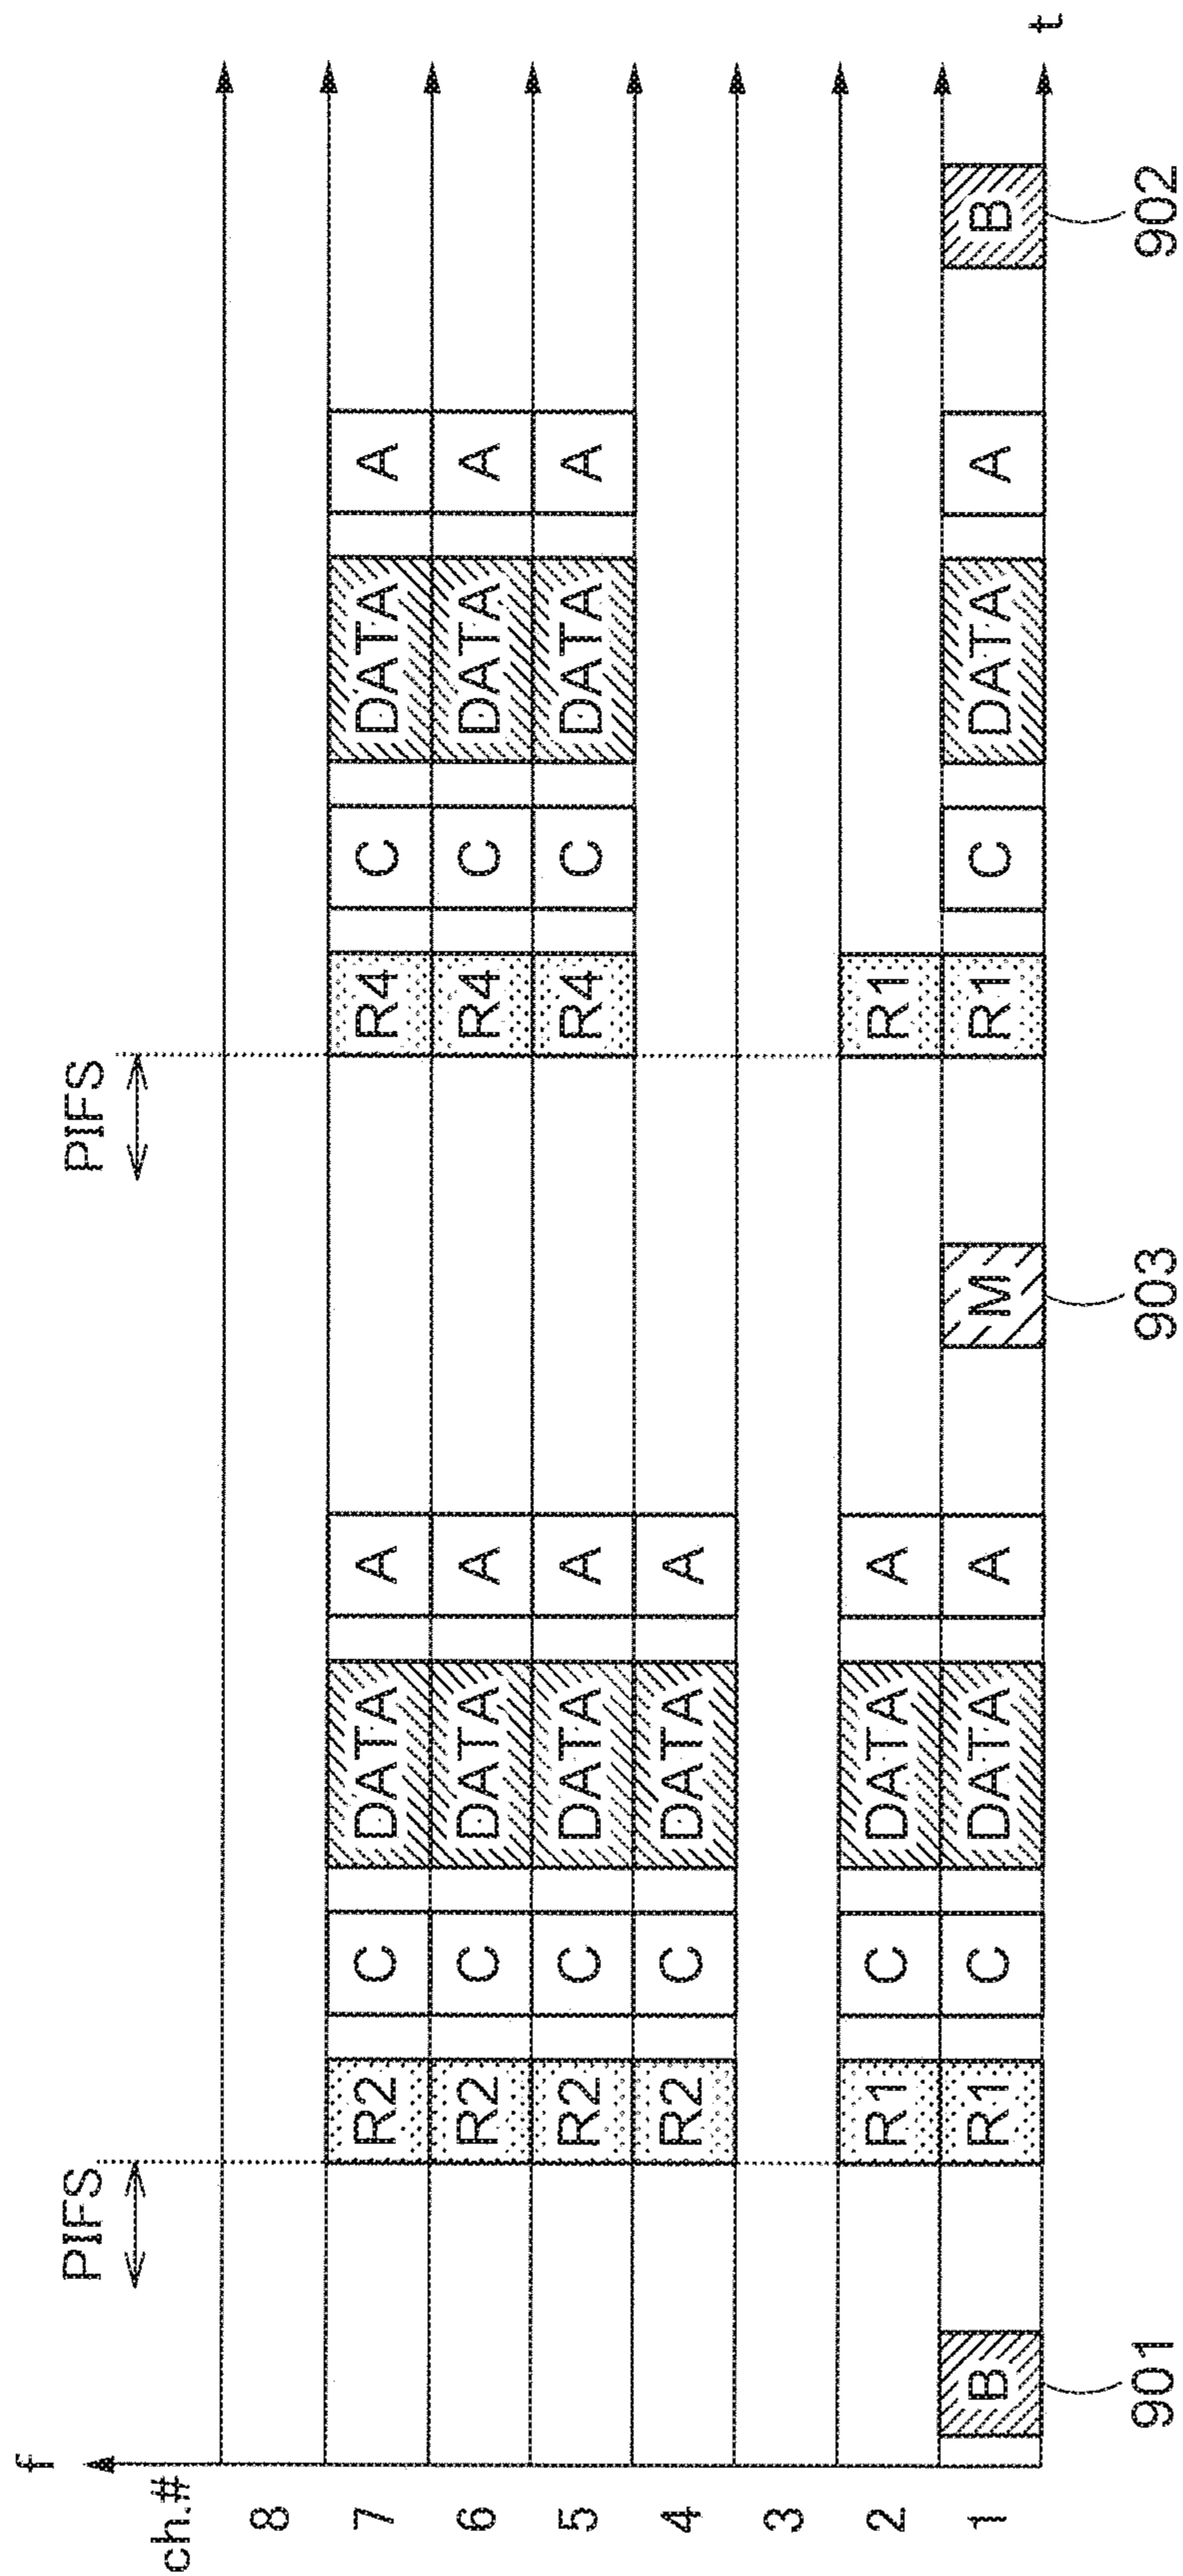 f
PIFS PIFS
ch.#
8
7 R2 C DATA A R4 C DATA A
6 R2 C DATA A R4 C DATA A
5 R2 C DATA A R4 C DATA A
4 R2 C DATA A
3
2 R1 C DATA A R1
1 B R1 C DATA A M R1 C DATA A B
t
901 903 902